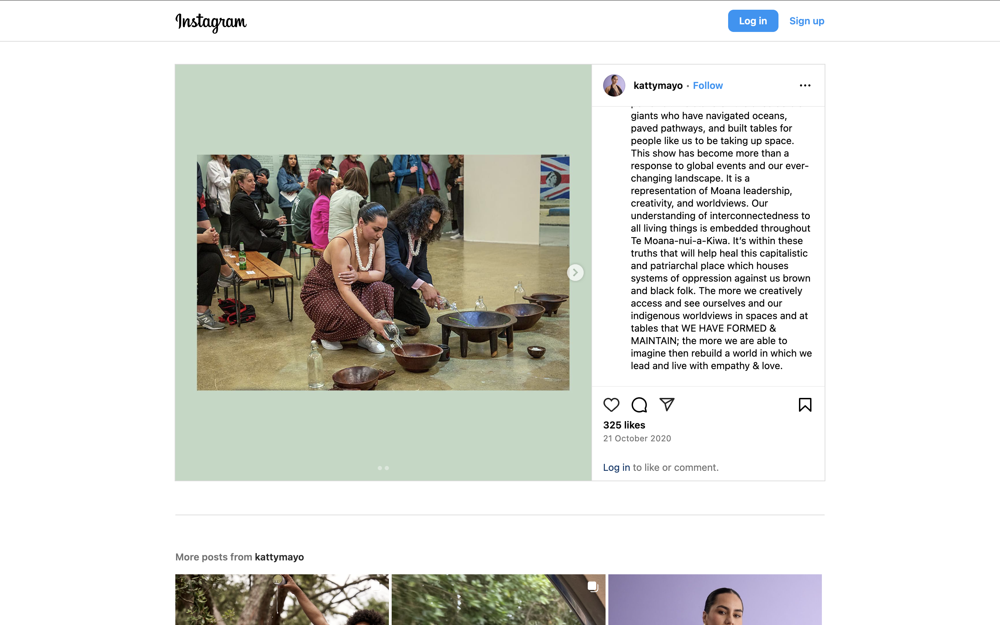 Instagram
Log in
Sign up
kattymayo • Follow
giants who have navigated oceans,
paved pathways, and built tables for
people like us to be taking up space.
This show has become more than a
response to global events and our ever-
changing landscape. It is a
representation of Moana leadership,
creativity, and worldviews. Our
understanding of interconnectedness to
all living things is embedded throughout
Te Moana-nui-a-Kiwa. It’s within these
truths that will help heal this capitalistic
and patriarchal place which houses
systems of oppression against us brown
and black folk. The more we creatively
access and see ourselves and our
indigenous worldviews in spaces and at
tables that WE HAVE FORMED &
MAINTAIN; the more we are able to
imagine then rebuild a world in which we
lead and live with empathy & love.
325 likes
21 October 2020
Log in to like or comment.
More posts from kattymayo